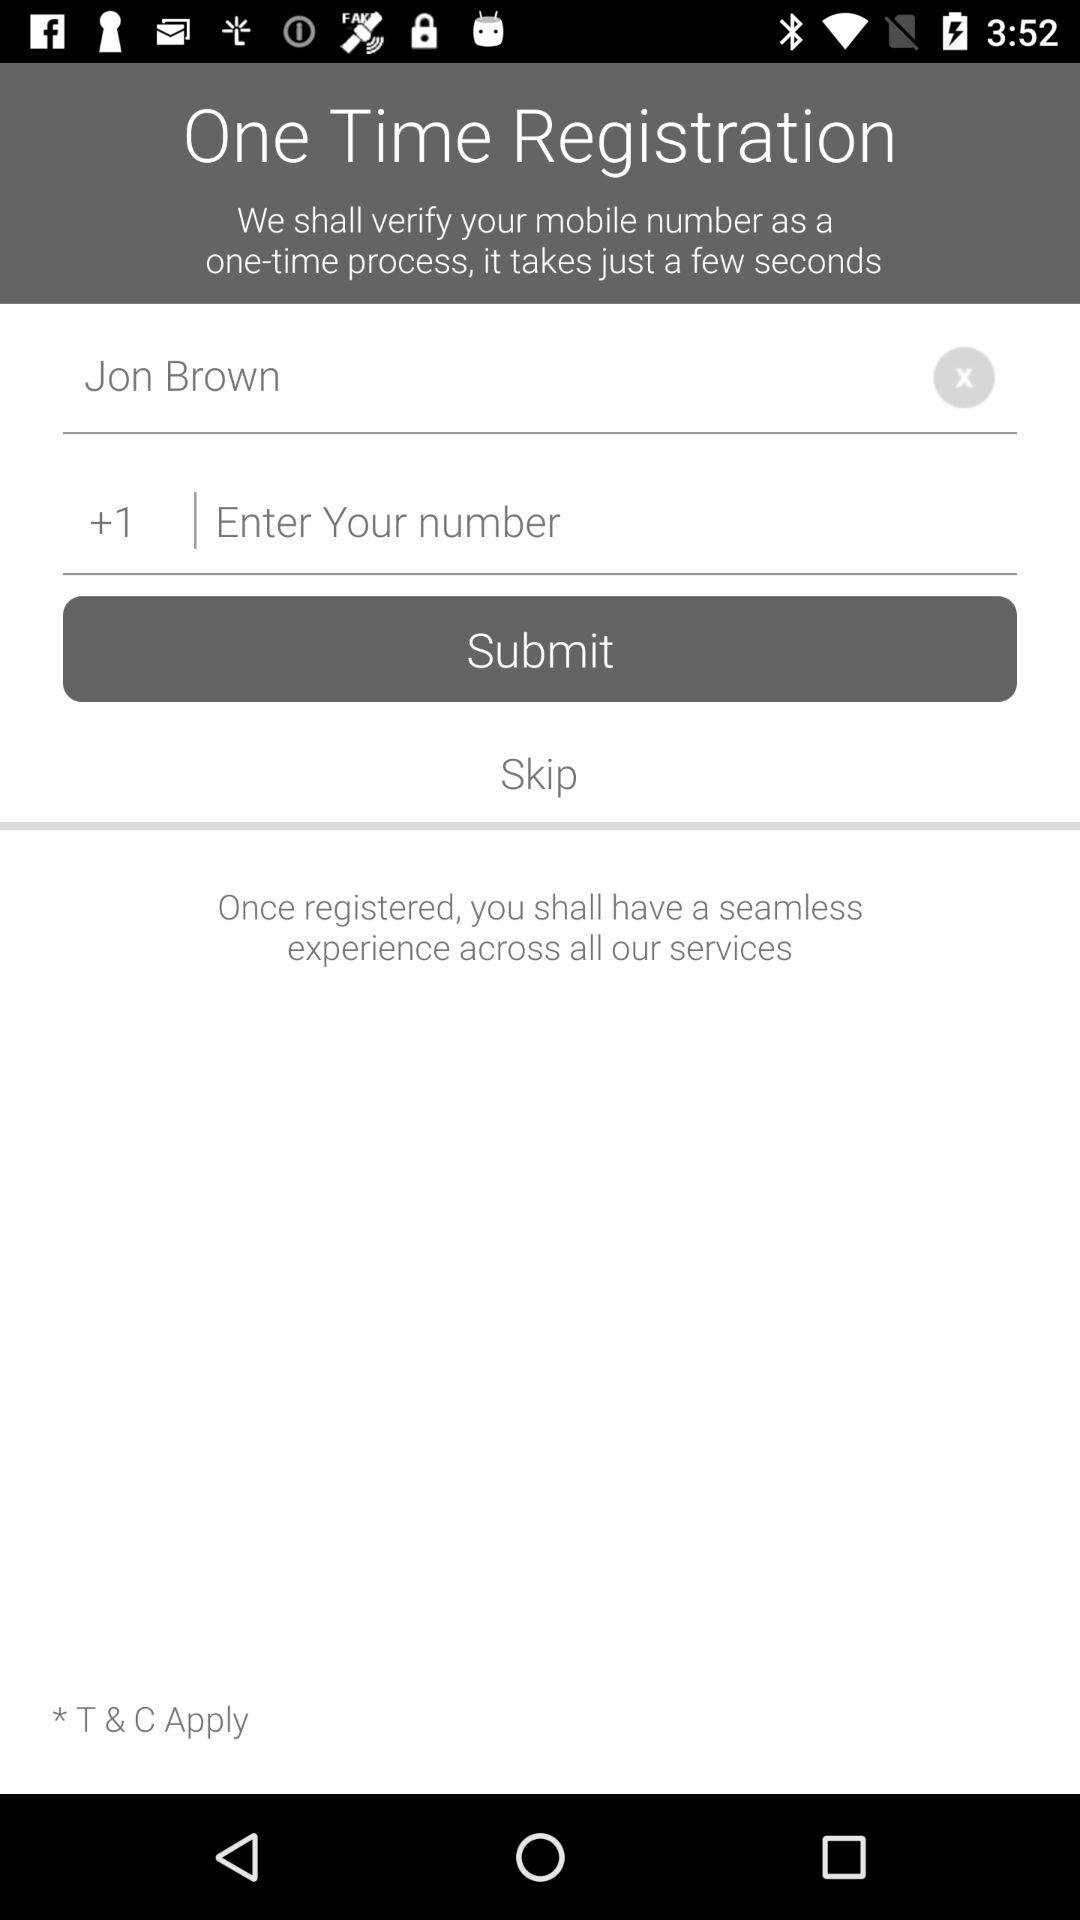 FAKE
3:52
One Time Registration
We shall verify your mobile number as a
one-time process, it takes just a few seconds
Jon Brown
x
+1
Enter Your number
Submit
Skip
Once registered, you shall have a seamless
experience across all our services
* T & C Apply